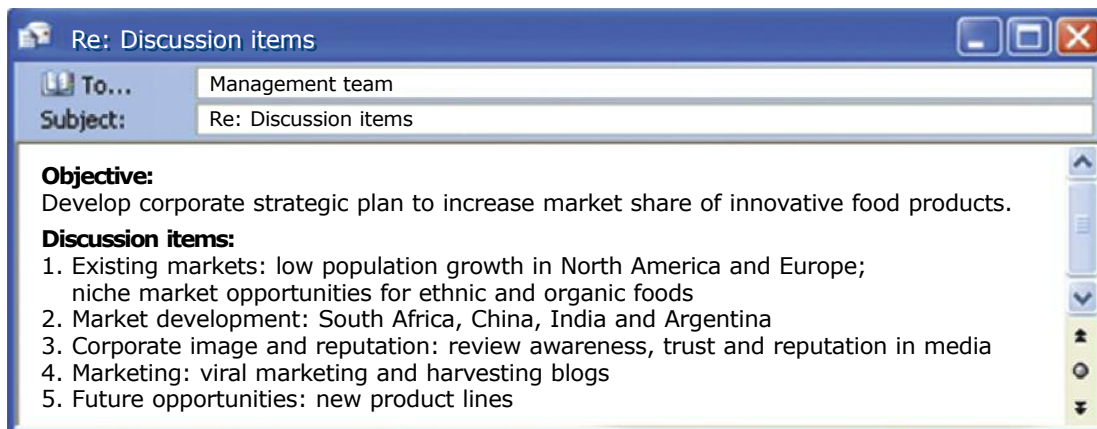 Re: Discussion items
To... Management team
Subject: Re: Discussion items
Objective:
Develop corporate strategic plan to increase market share of innovative food products.
Discussion items:
1. Existing markets: low population growth in North America and Europe;
niche market opportunities for ethnic and organic foods
2. Market development: South Africa, China, India and Argentina
3. Corporate image and reputation: review awareness, trust and reputation in media
4. Marketing: viral marketing and harvesting blogs
5. Future opportunities: new product lines